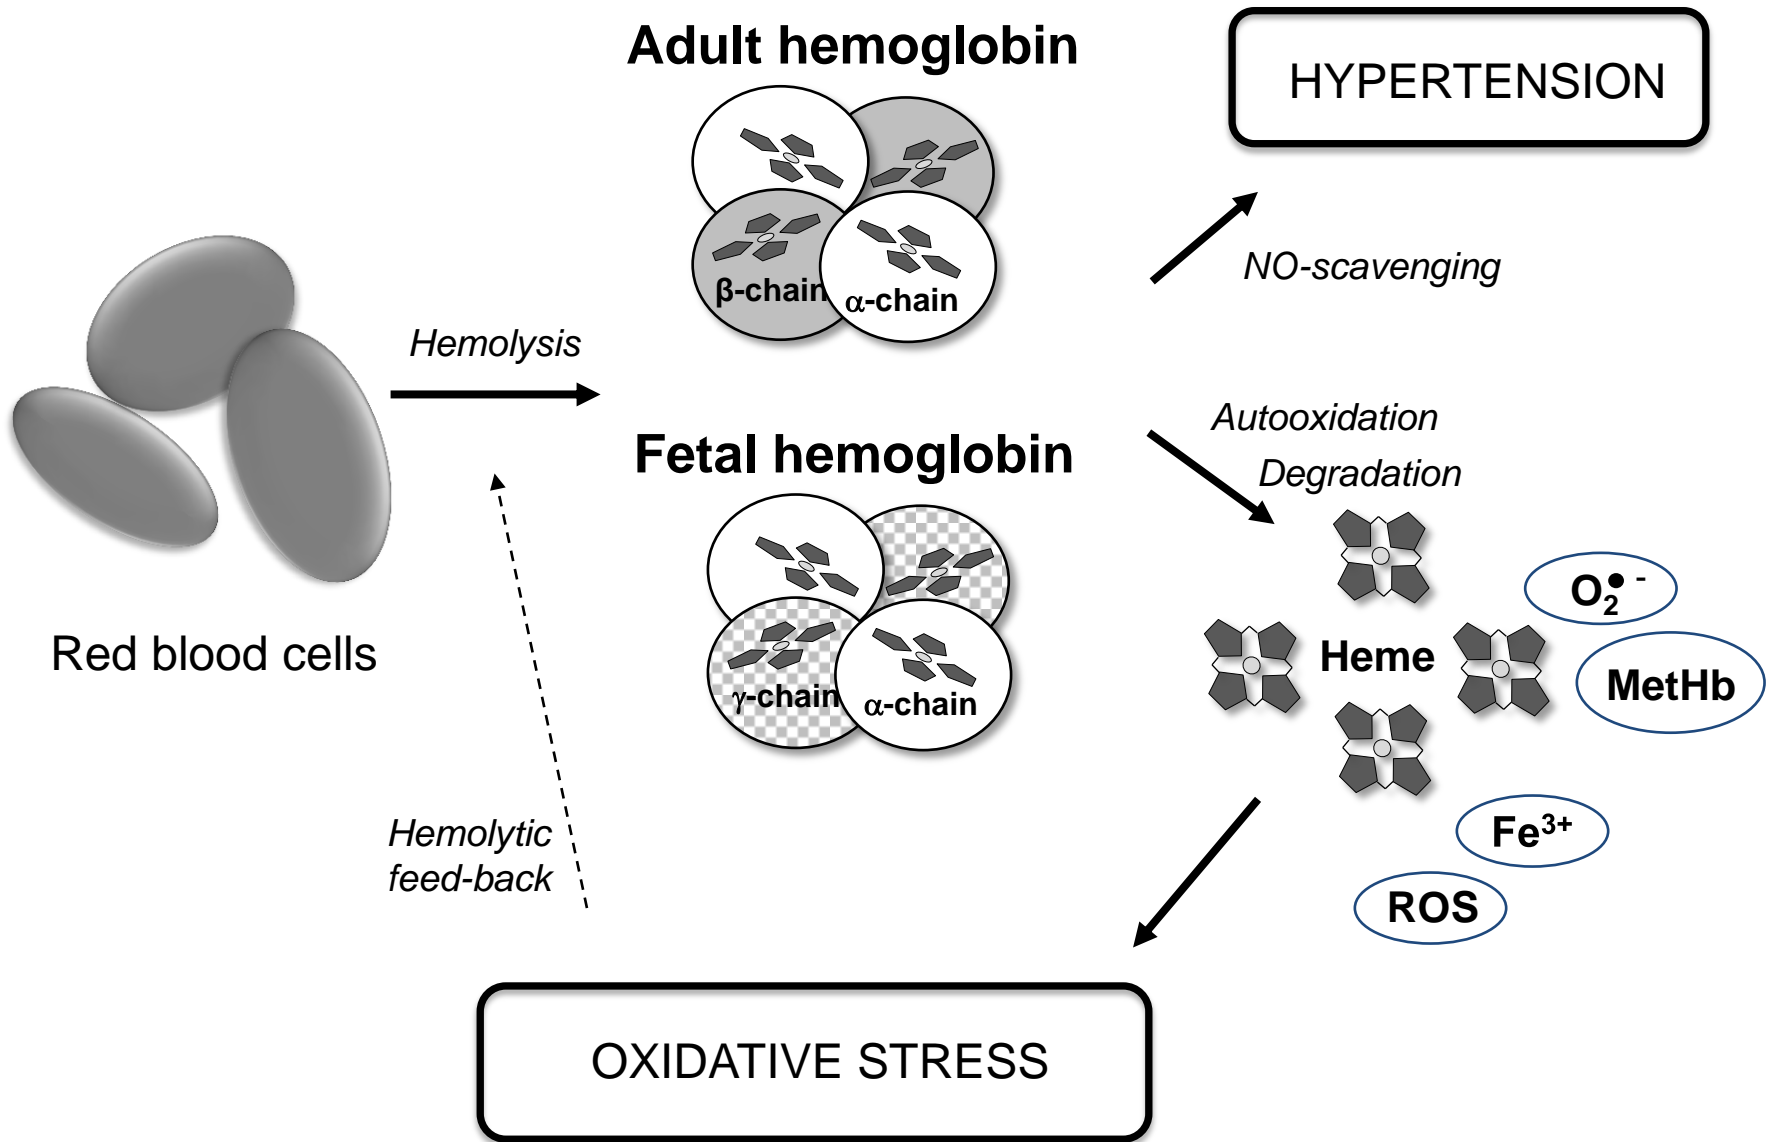 Adult hemoglobin
HYPERTENSION
β-chain
α-chain
NO-scavenging
Hemolysis
Autooxidation
Degradation
Fetal hemoglobin
O₂•⁻
Red blood cells
Heme
MetHb
γ-chain
α-chain
Hemolytic
feed-back
Fe³⁺
ROS
OXIDATIVE STRESS